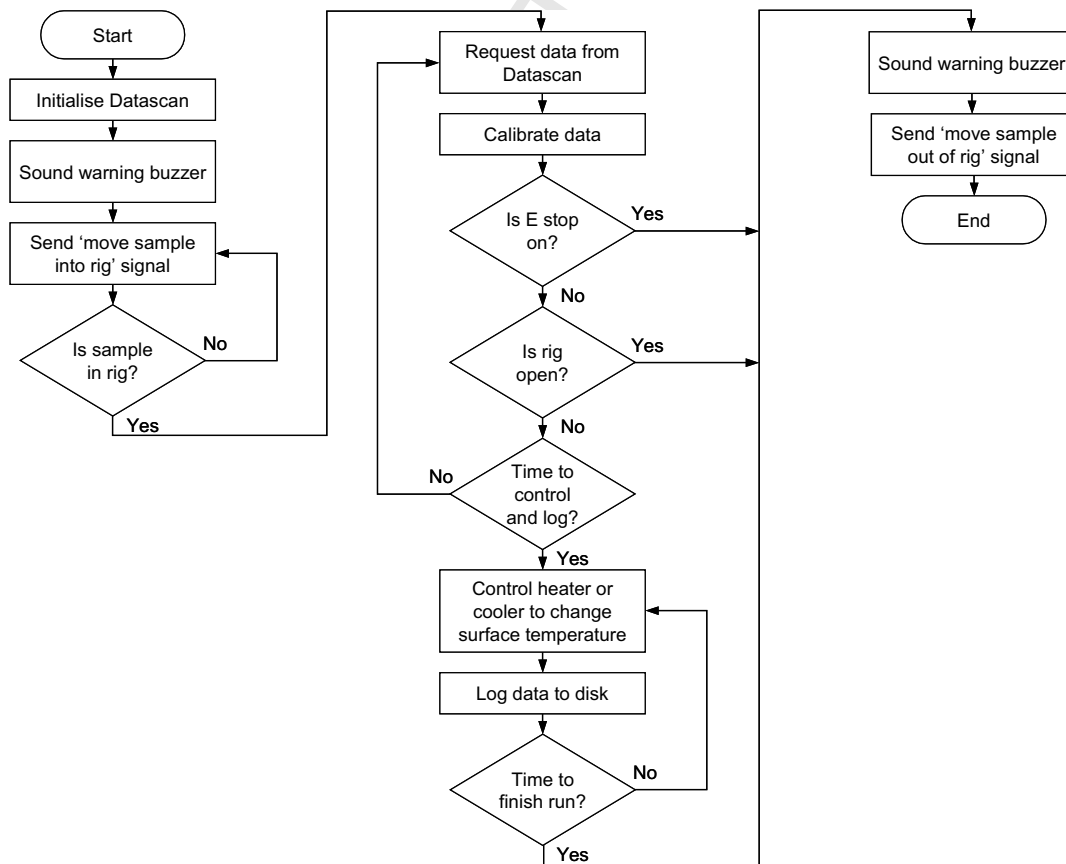 Start
Initialise Datascan
Sound warning buzzer
Send ‘move sample
into rig’ signal
Is sample
in rig?
No
Yes
Request data from
Datascan
Calibrate data
Is E stop
on?
Yes
No
Is rig
open?
Yes
No
Time to
control
and log?
No
Yes
Control heater or
cooler to change
surface temperature
Log data to disk
Time to
finish run?
No
Yes
Sound warning buzzer
Send ‘move sample
out of rig’ signal
End